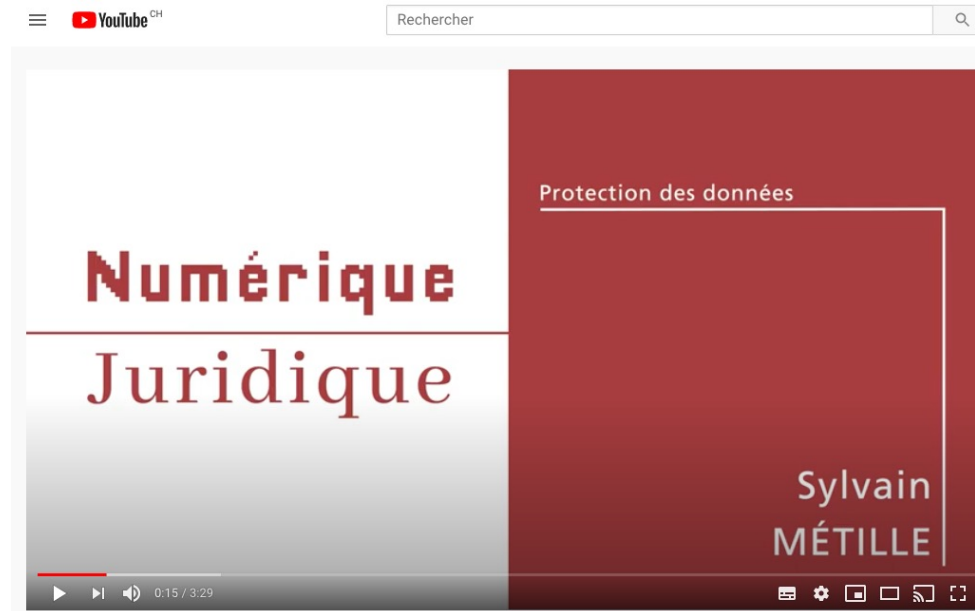 YouTube CH
Rechercher
Protection des données
Numérique
Juridique
Sylvain
MÉTILLE
0:15 / 3:29